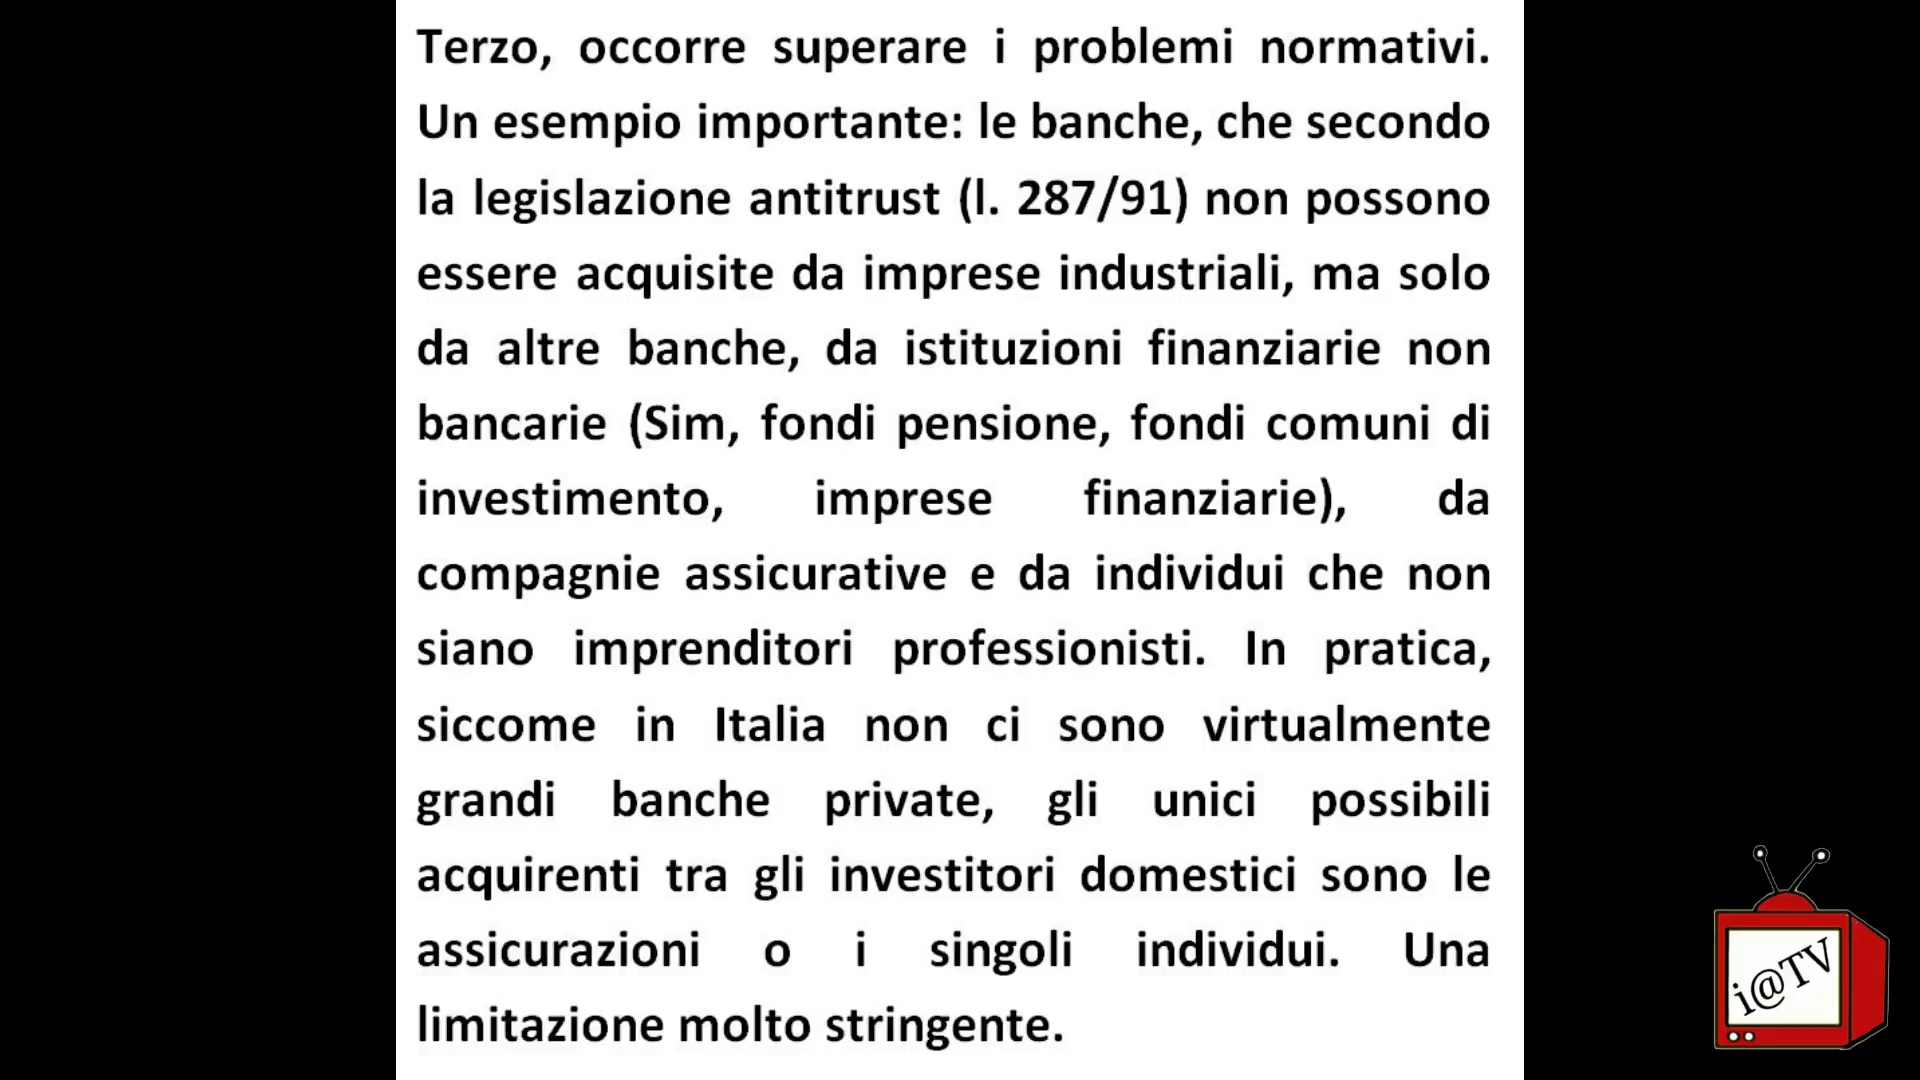 Terzo, occorre superare i problemi normativi.
Un esempio importante: le banche, che secondo
la legislazione antitrust (l. 287/91) non possono
essere acquisite da imprese industriali, ma solo
da altre banche, da istituzioni finanziarie non
bancarie (Sim, fondi pensione, fondi comuni di
investimento, imprese finanziarie), da
compagnie assicurative e da individui che non
siano imprenditori professionisti. In pratica,
siccome in Italia non ci sono virtualmente
grandi banche private, gli unici possibili
acquirenti tra gli investitori domestici sono le
assicurazioni o i singoli individui. Una
limitazione molto stringente.
i@TV